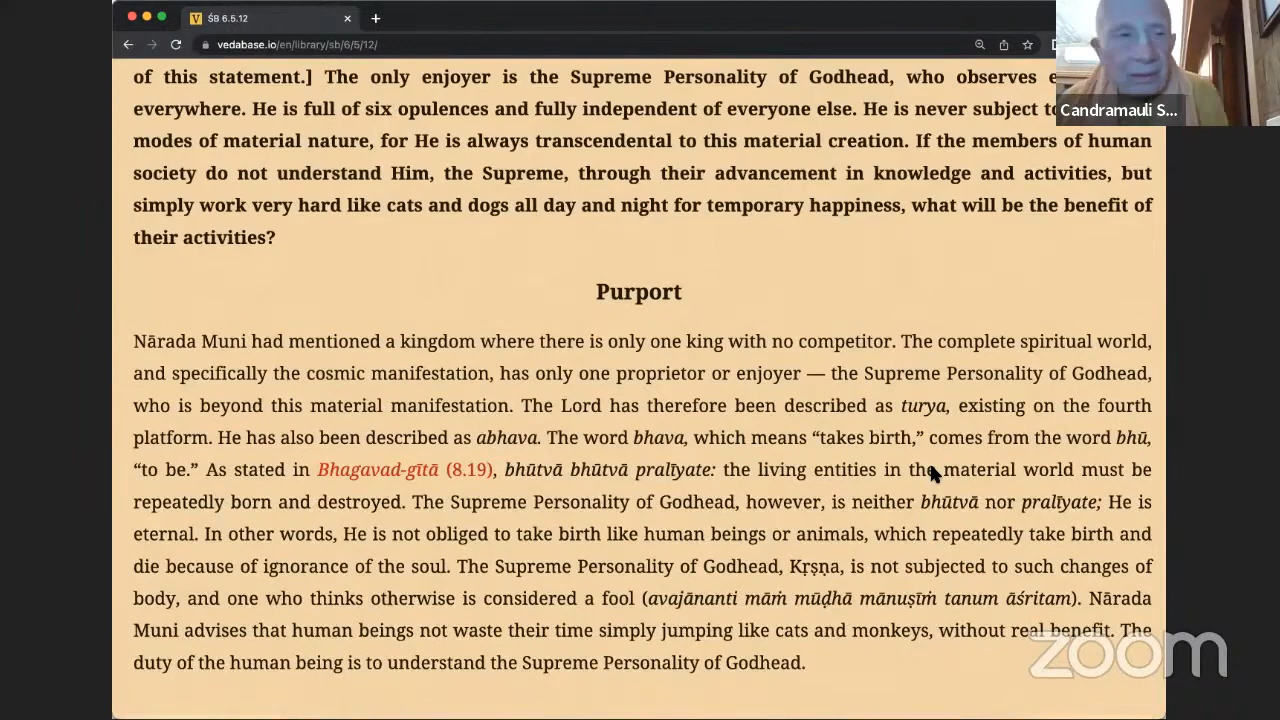 ŚB 6.5.12
vedabase.io/en/library/sb/6/5/12/
Candramauli S...
of this statement.] The only enjoyer is the Supreme Personality of Godhead, who observes
everywhere. He is full of six opulences and fully independent of everyone else. He is never subject to
modes of material nature, for He is always transcendental to this material creation. If the members of human
society do not understand Him, the Supreme, through their advancement in knowledge and activities, but
simply work very hard like cats and dogs all day and night for temporary happiness, what will be the benefit of
their activities?
Purport
Nārada Muni had mentioned a kingdom where there is only one king with no competitor. The complete spiritual world,
and specifically the cosmic manifestation, has only one proprietor or enjoyer — the Supreme Personality of Godhead,
who is beyond this material manifestation. The Lord has therefore been described as turya, existing on the fourth
platform. He has also been described as abhava. The word bhava, which means “takes birth,” comes from the word bhū,
“to be.” As stated in Bhagavad-gītā (8.19), bhūtvā bhūtvā pralīyate: the living entities in the material world must be
repeatedly born and destroyed. The Supreme Personality of Godhead, however, is neither bhūtvā nor pralīyate; He is
eternal. In other words, He is not obliged to take birth like human beings or animals, which repeatedly take birth and
die because of ignorance of the soul. The Supreme Personality of Godhead, Kṛṣṇa, is not subjected to such changes of
body, and one who thinks otherwise is considered a fool (avajānanti māṁ mūḍhā mānuṣīṁ tanum āśritam). Nārada
Muni advises that human beings not waste their time simply jumping like cats and monkeys, without real benefit. The
duty of the human being is to understand the Supreme Personality of Godhead.
zoom